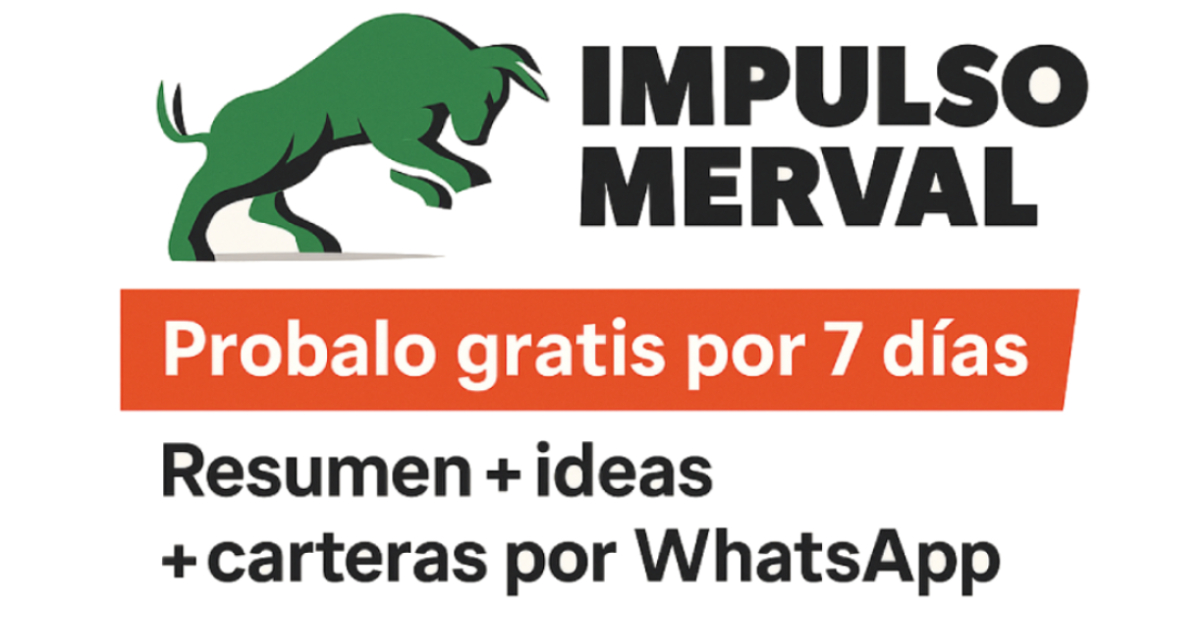 IMPULSO
MERVAL
Probalo gratis por 7 días
Resumen + ideas
+ carteras por WhatsApp